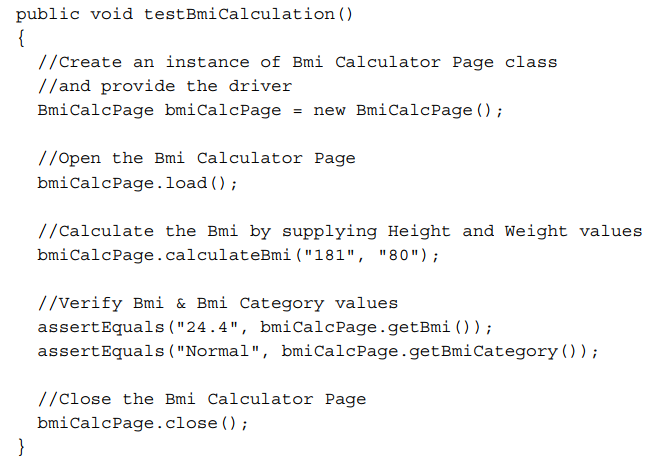 public void testBmiCalculation()
{
//Create an instance of Bmi Calculator Page class
//and provide the driver
BmiCalcPage bmiCalcPage = new BmiCalcPage();
//Open the Bmi Calculator Page
bmiCalcPage.load();
//Calculate the Bmi by supplying Height and Weight values
bmiCalcPage.calculateBmi("181", "80");
//Verify Bmi & Bmi Category values
assertEquals("24.4", bmiCalcPage.getBmi());
assertEquals("Normal", bmiCalcPage.getBmiCategory());
//Close the Bmi Calculator Page
bmiCalcPage.close();
}